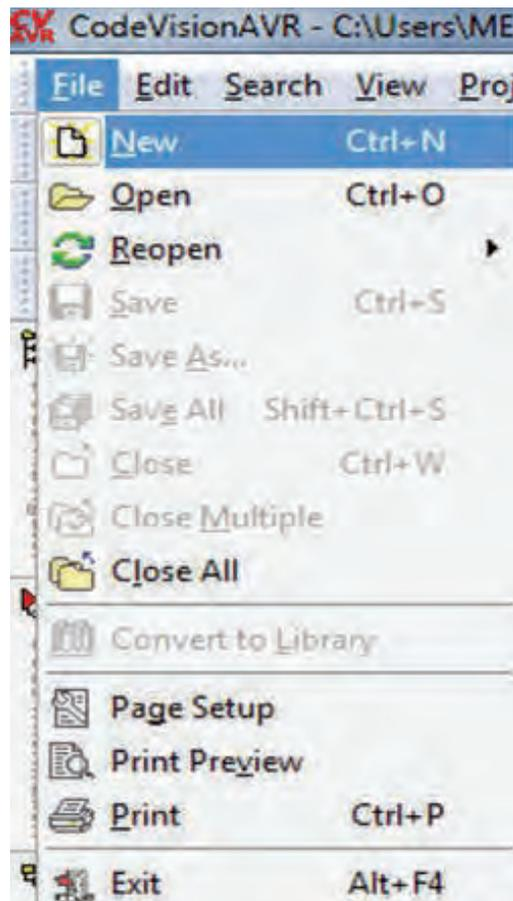 CV AVR CodeVisionAVR - C:\Users\ME
File Edit Search View Proj
New Ctrl+N
Open Ctrl+O
Reopen
Save Ctrl+S
Save As...
Save All Shift+Ctrl+S
Close Ctrl+W
Close Multiple
Close All
Convert to Library
Page Setup
Print Preview
Print Ctrl+P
Exit Alt+F4